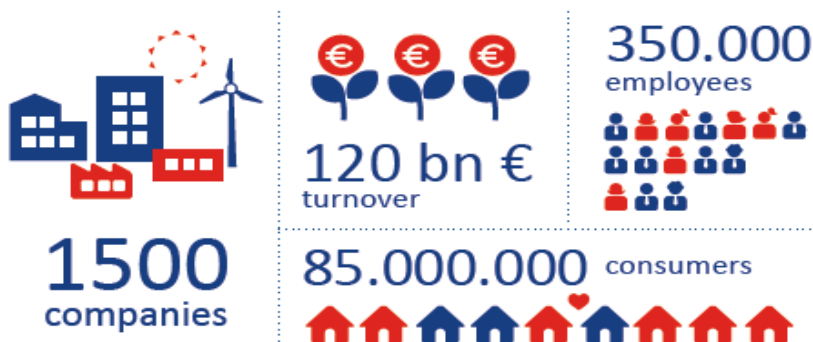 1500
companies
€ € €
120 bn €
turnover
350.000
employees
85.000.000 consumers